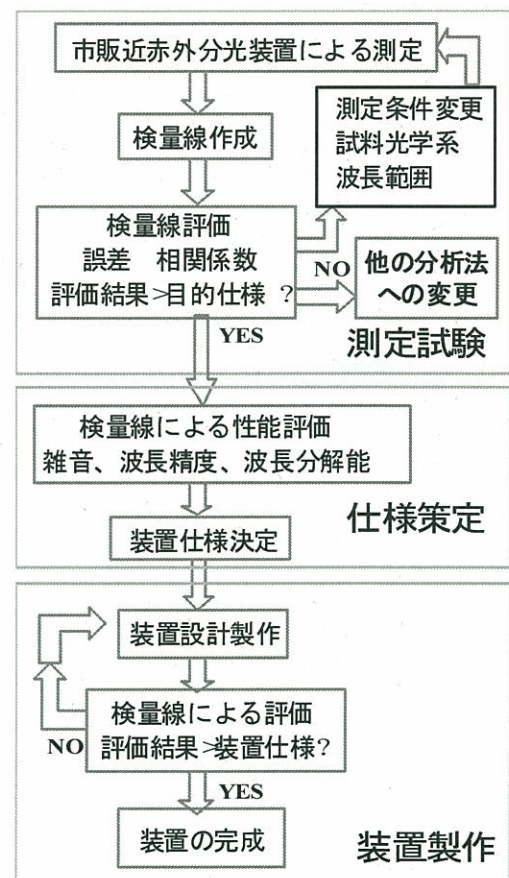 市販近赤外分光装置による測定
検量線作成
測定条件変更
試料光学系
波長範囲
検量線評価
誤差　相関係数
評価結果>目的仕様 ?
NO
他の分析法
への変更
YES
測定試験
検量線による性能評価
雑音、波長精度、波長分解能
仕様策定
装置仕様決定
装置設計製作
検量線による評価
評価結果>装置仕様?
NO
YES
装置の完成
装置製作